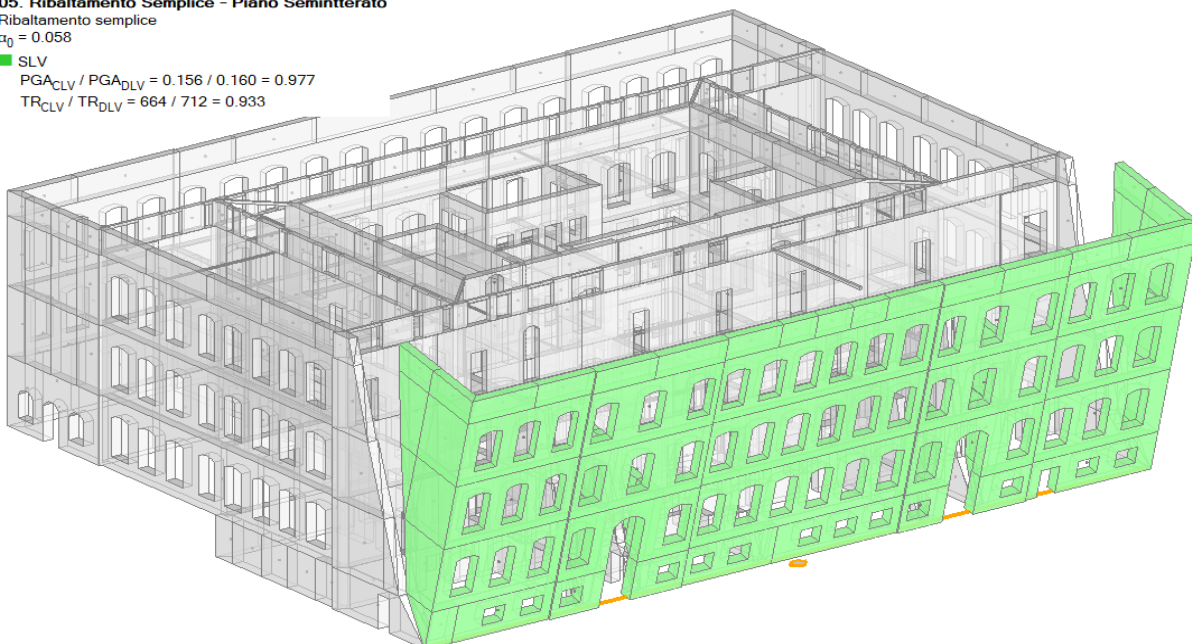 05. Ribaltamento Semplice - Piano Seminterrato
Ribaltamento semplice
α0 = 0.058
SLV
PGACLV / PGADLV = 0.156 / 0.160 = 0.977
TRCLV / TRDLV = 664 / 712 = 0.933